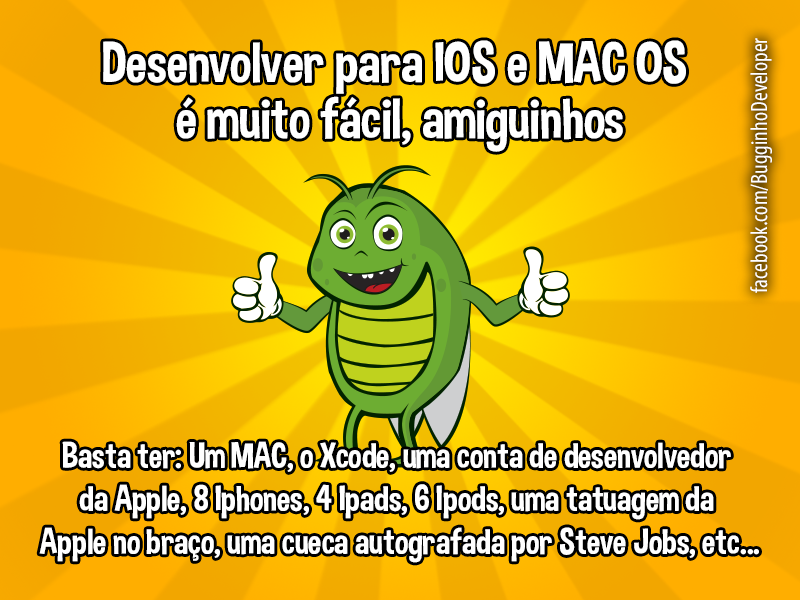 Desenvolver para IOS e MAC OS
é muito fácil, amiguinhos
facebook.com/BugginhoDeveloper
Basta ter: Um MAC, o Xcode, uma conta de desenvolvedor
da Apple, 8 Iphones, 4 Ipads, 6 Ipods, uma tatuagem da
Apple no braço, uma cueca autografada por Steve Jobs, etc...